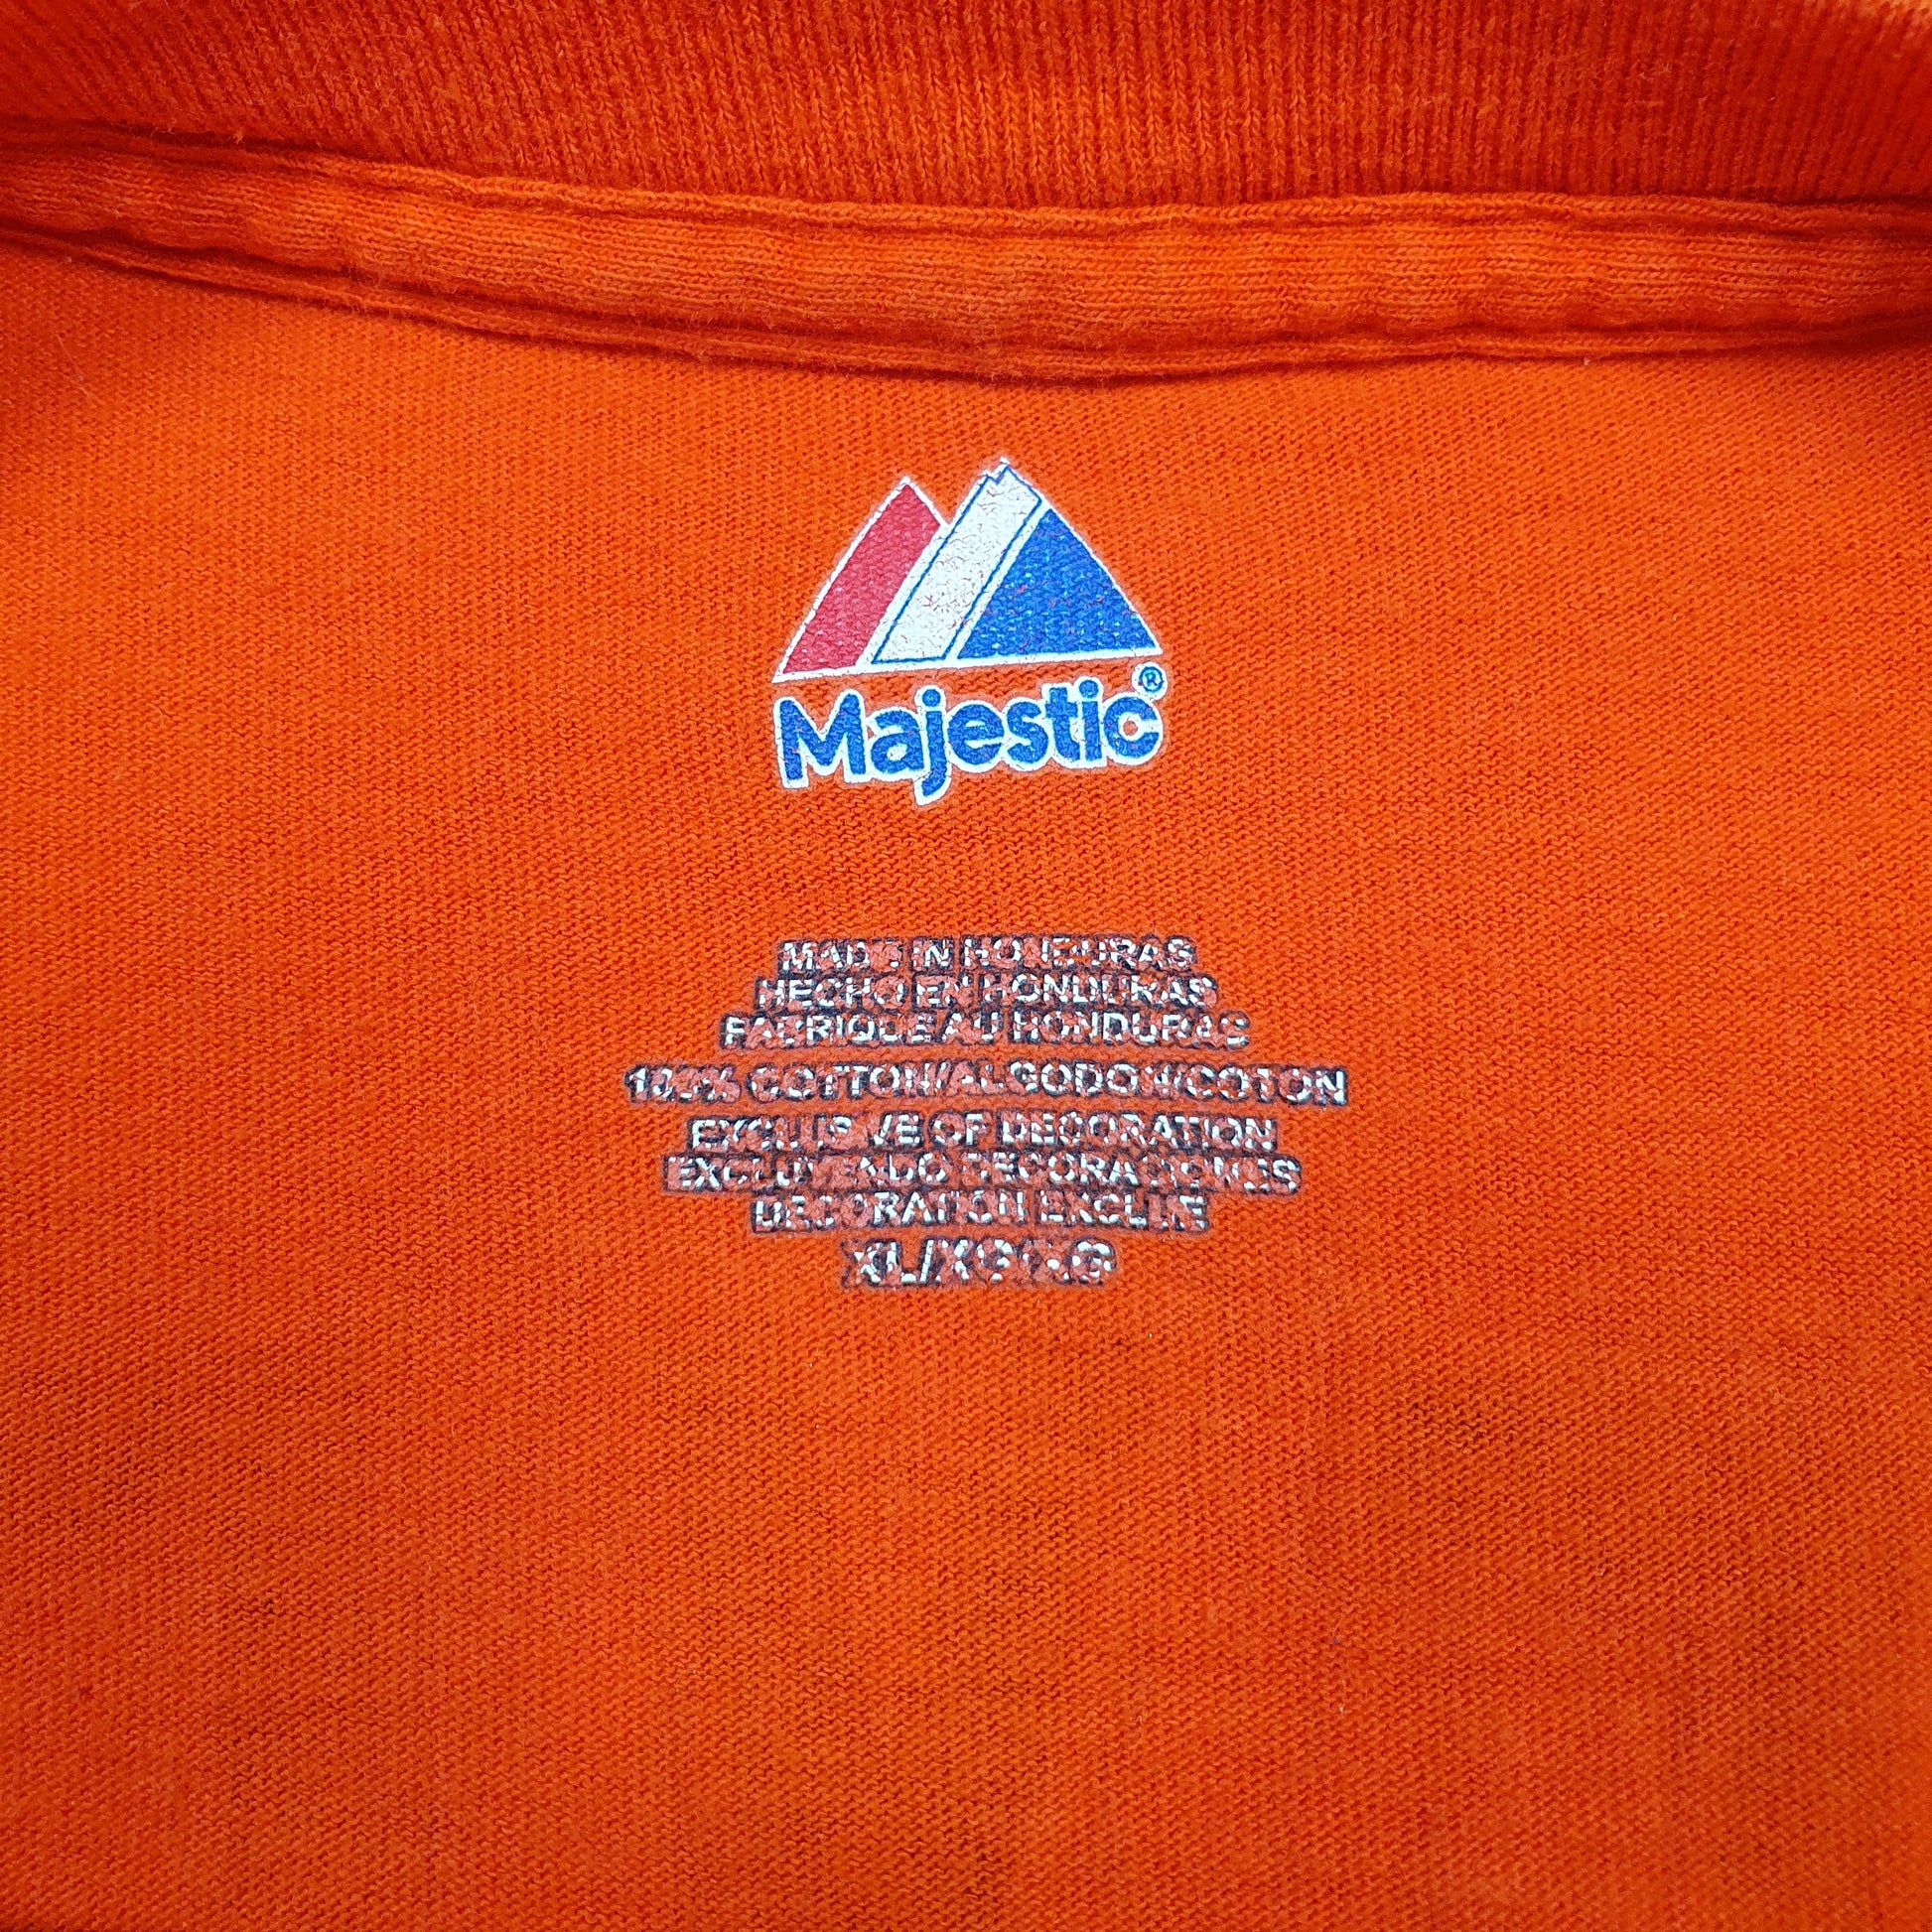 Majestic®
MADE IN HONDURAS
HECHO EN HONDURAS
FABRIQUE AU HONDURAS
100% COTTON/ALGODON/COTON
EXCLUSIVE OF DECORATION
EXCLUYENDO DECORACIONES
DECORATION EXCLUE
XL/XG/TG